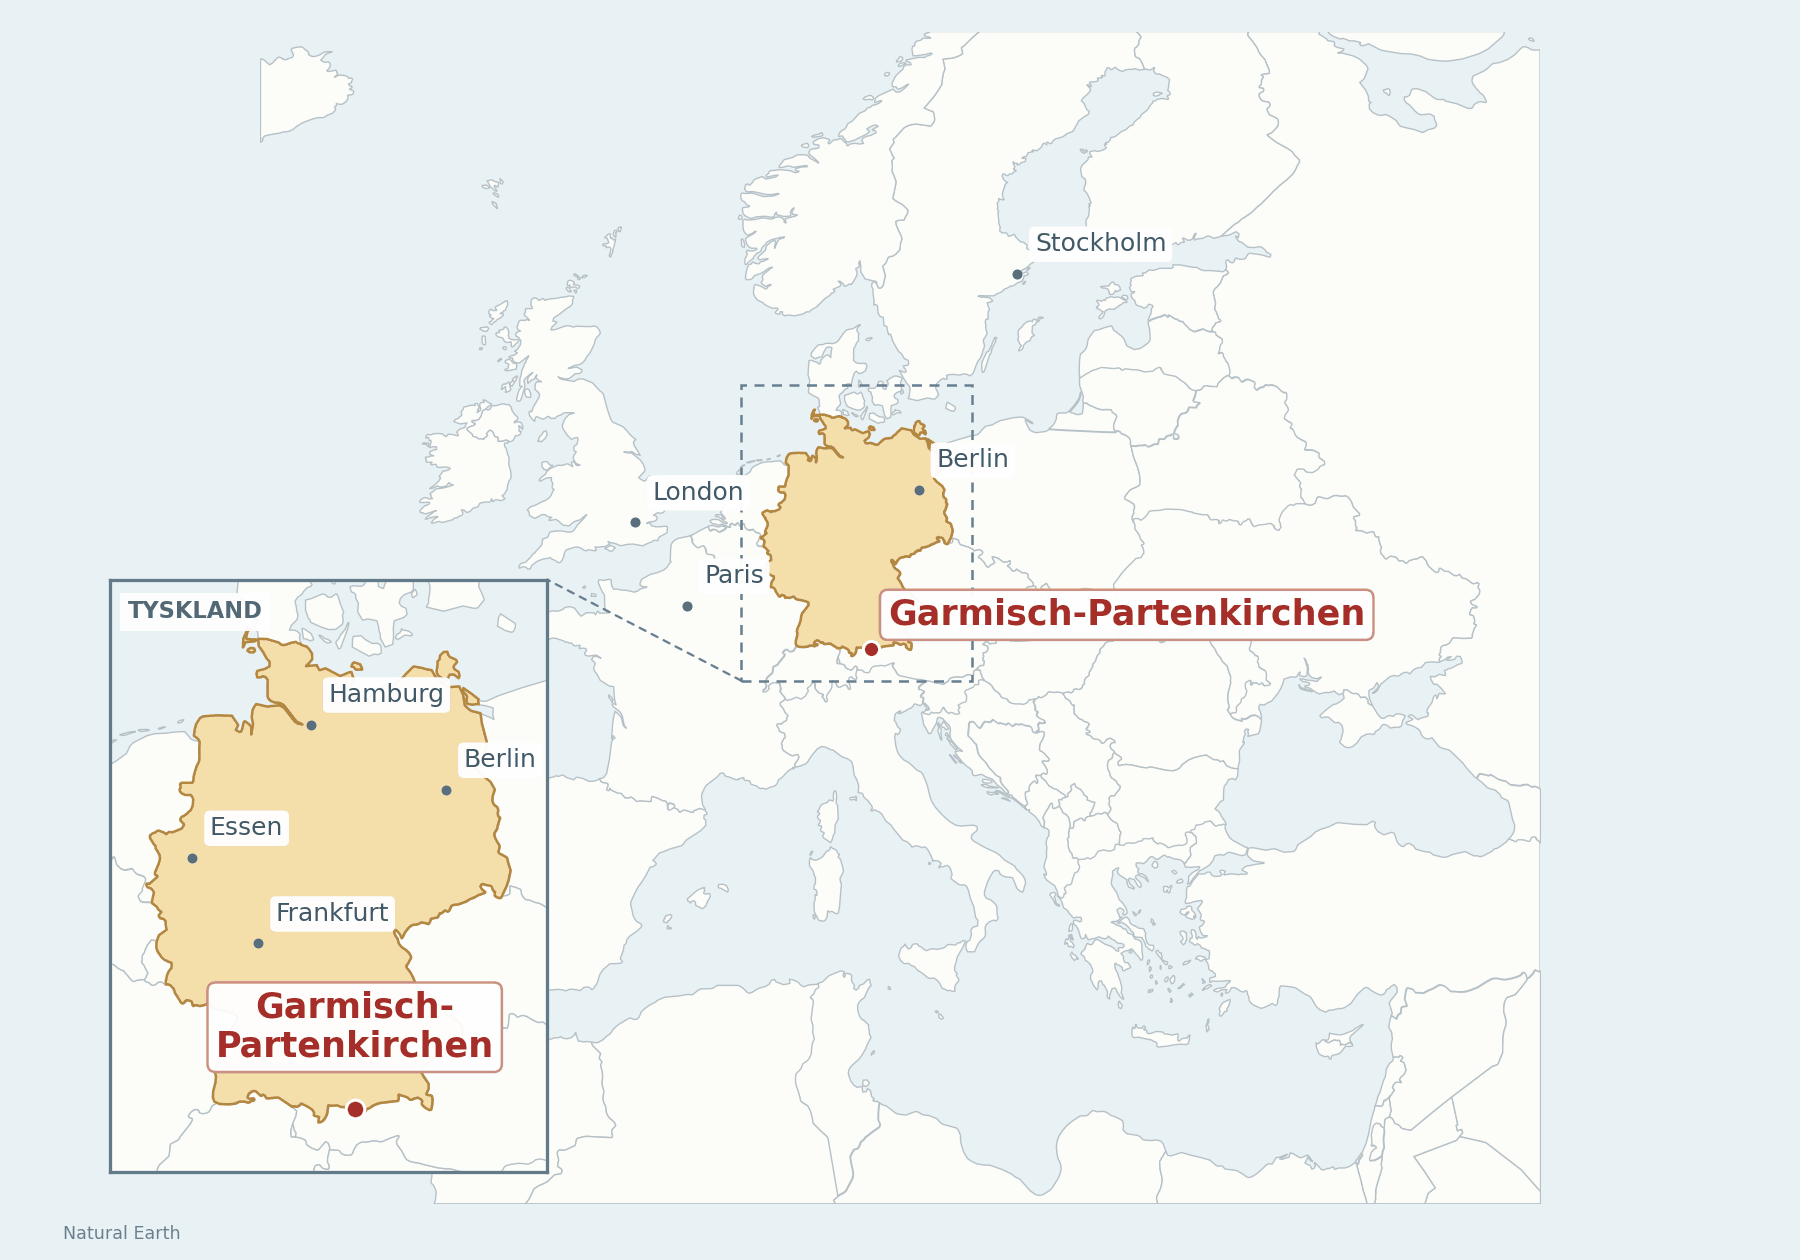 Stockholm
Berlin
London
Paris
Garmisch-Partenkirchen
TYSKLAND
Hamburg
Berlin
Essen
Frankfurt
Garmisch-
Partenkirchen
Natural Earth